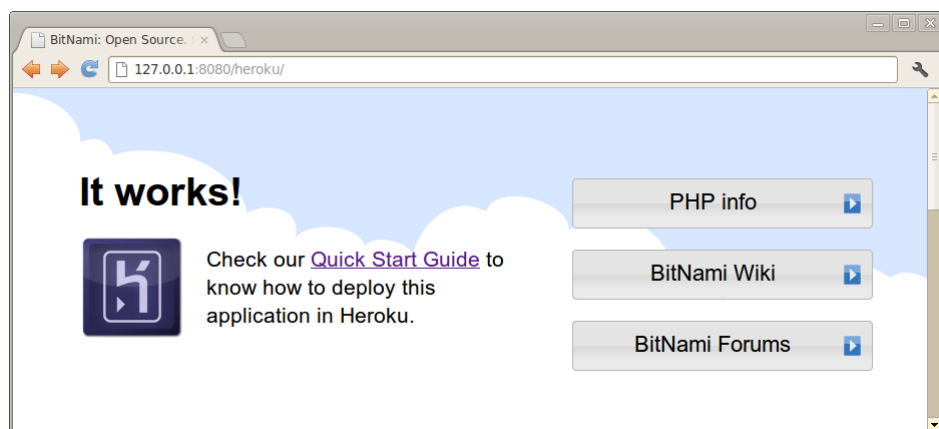 BitNami: Open Source.
127.0.0.1:8080/heroku/
It works!
Check our Quick Start Guide to
know how to deploy this
application in Heroku.
PHP info
BitNami Wiki
BitNami Forums